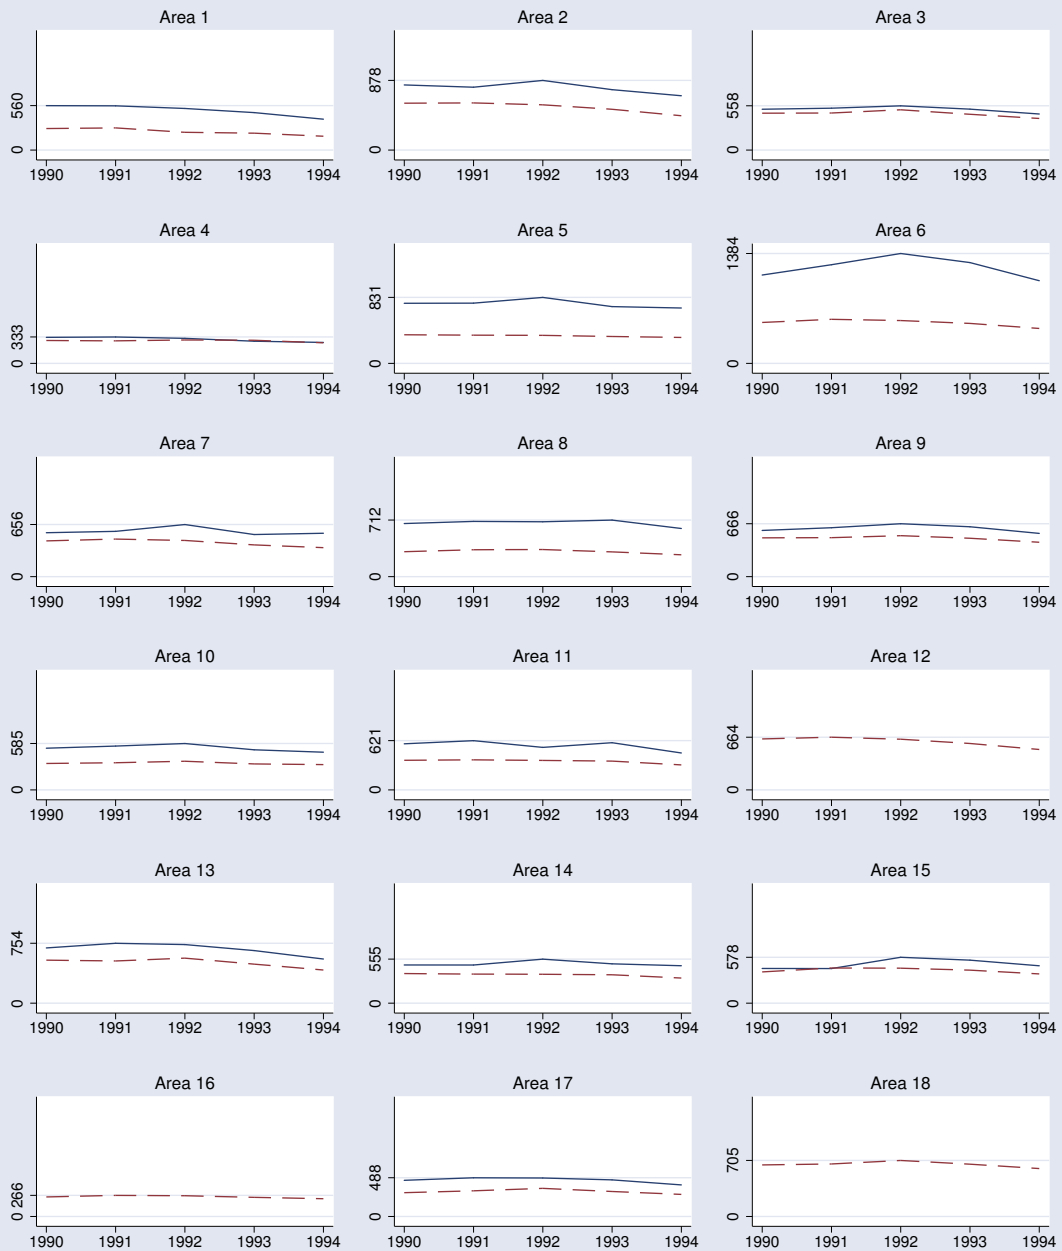 Area 1
Area 2
Area 3
560
0
1990 1991 1992 1993 1994
878
0
1990 1991 1992 1993 1994
558
0
1990 1991 1992 1993 1994
Area 4
Area 5
Area 6
333
0
1990 1991 1992 1993 1994
831
0
1990 1991 1992 1993 1994
1384
0
1990 1991 1992 1993 1994
Area 7
Area 8
Area 9
656
0
1990 1991 1992 1993 1994
712
0
1990 1991 1992 1993 1994
666
0
1990 1991 1992 1993 1994
Area 10
Area 11
Area 12
585
0
1990 1991 1992 1993 1994
621
0
1990 1991 1992 1993 1994
664
0
1990 1991 1992 1993 1994
Area 13
Area 14
Area 15
754
0
1990 1991 1992 1993 1994
555
0
1990 1991 1992 1993 1994
578
0
1990 1991 1992 1993 1994
Area 16
Area 17
Area 18
266
0
1990 1991 1992 1993 1994
488
0
1990 1991 1992 1993 1994
705
0
1990 1991 1992 1993 1994